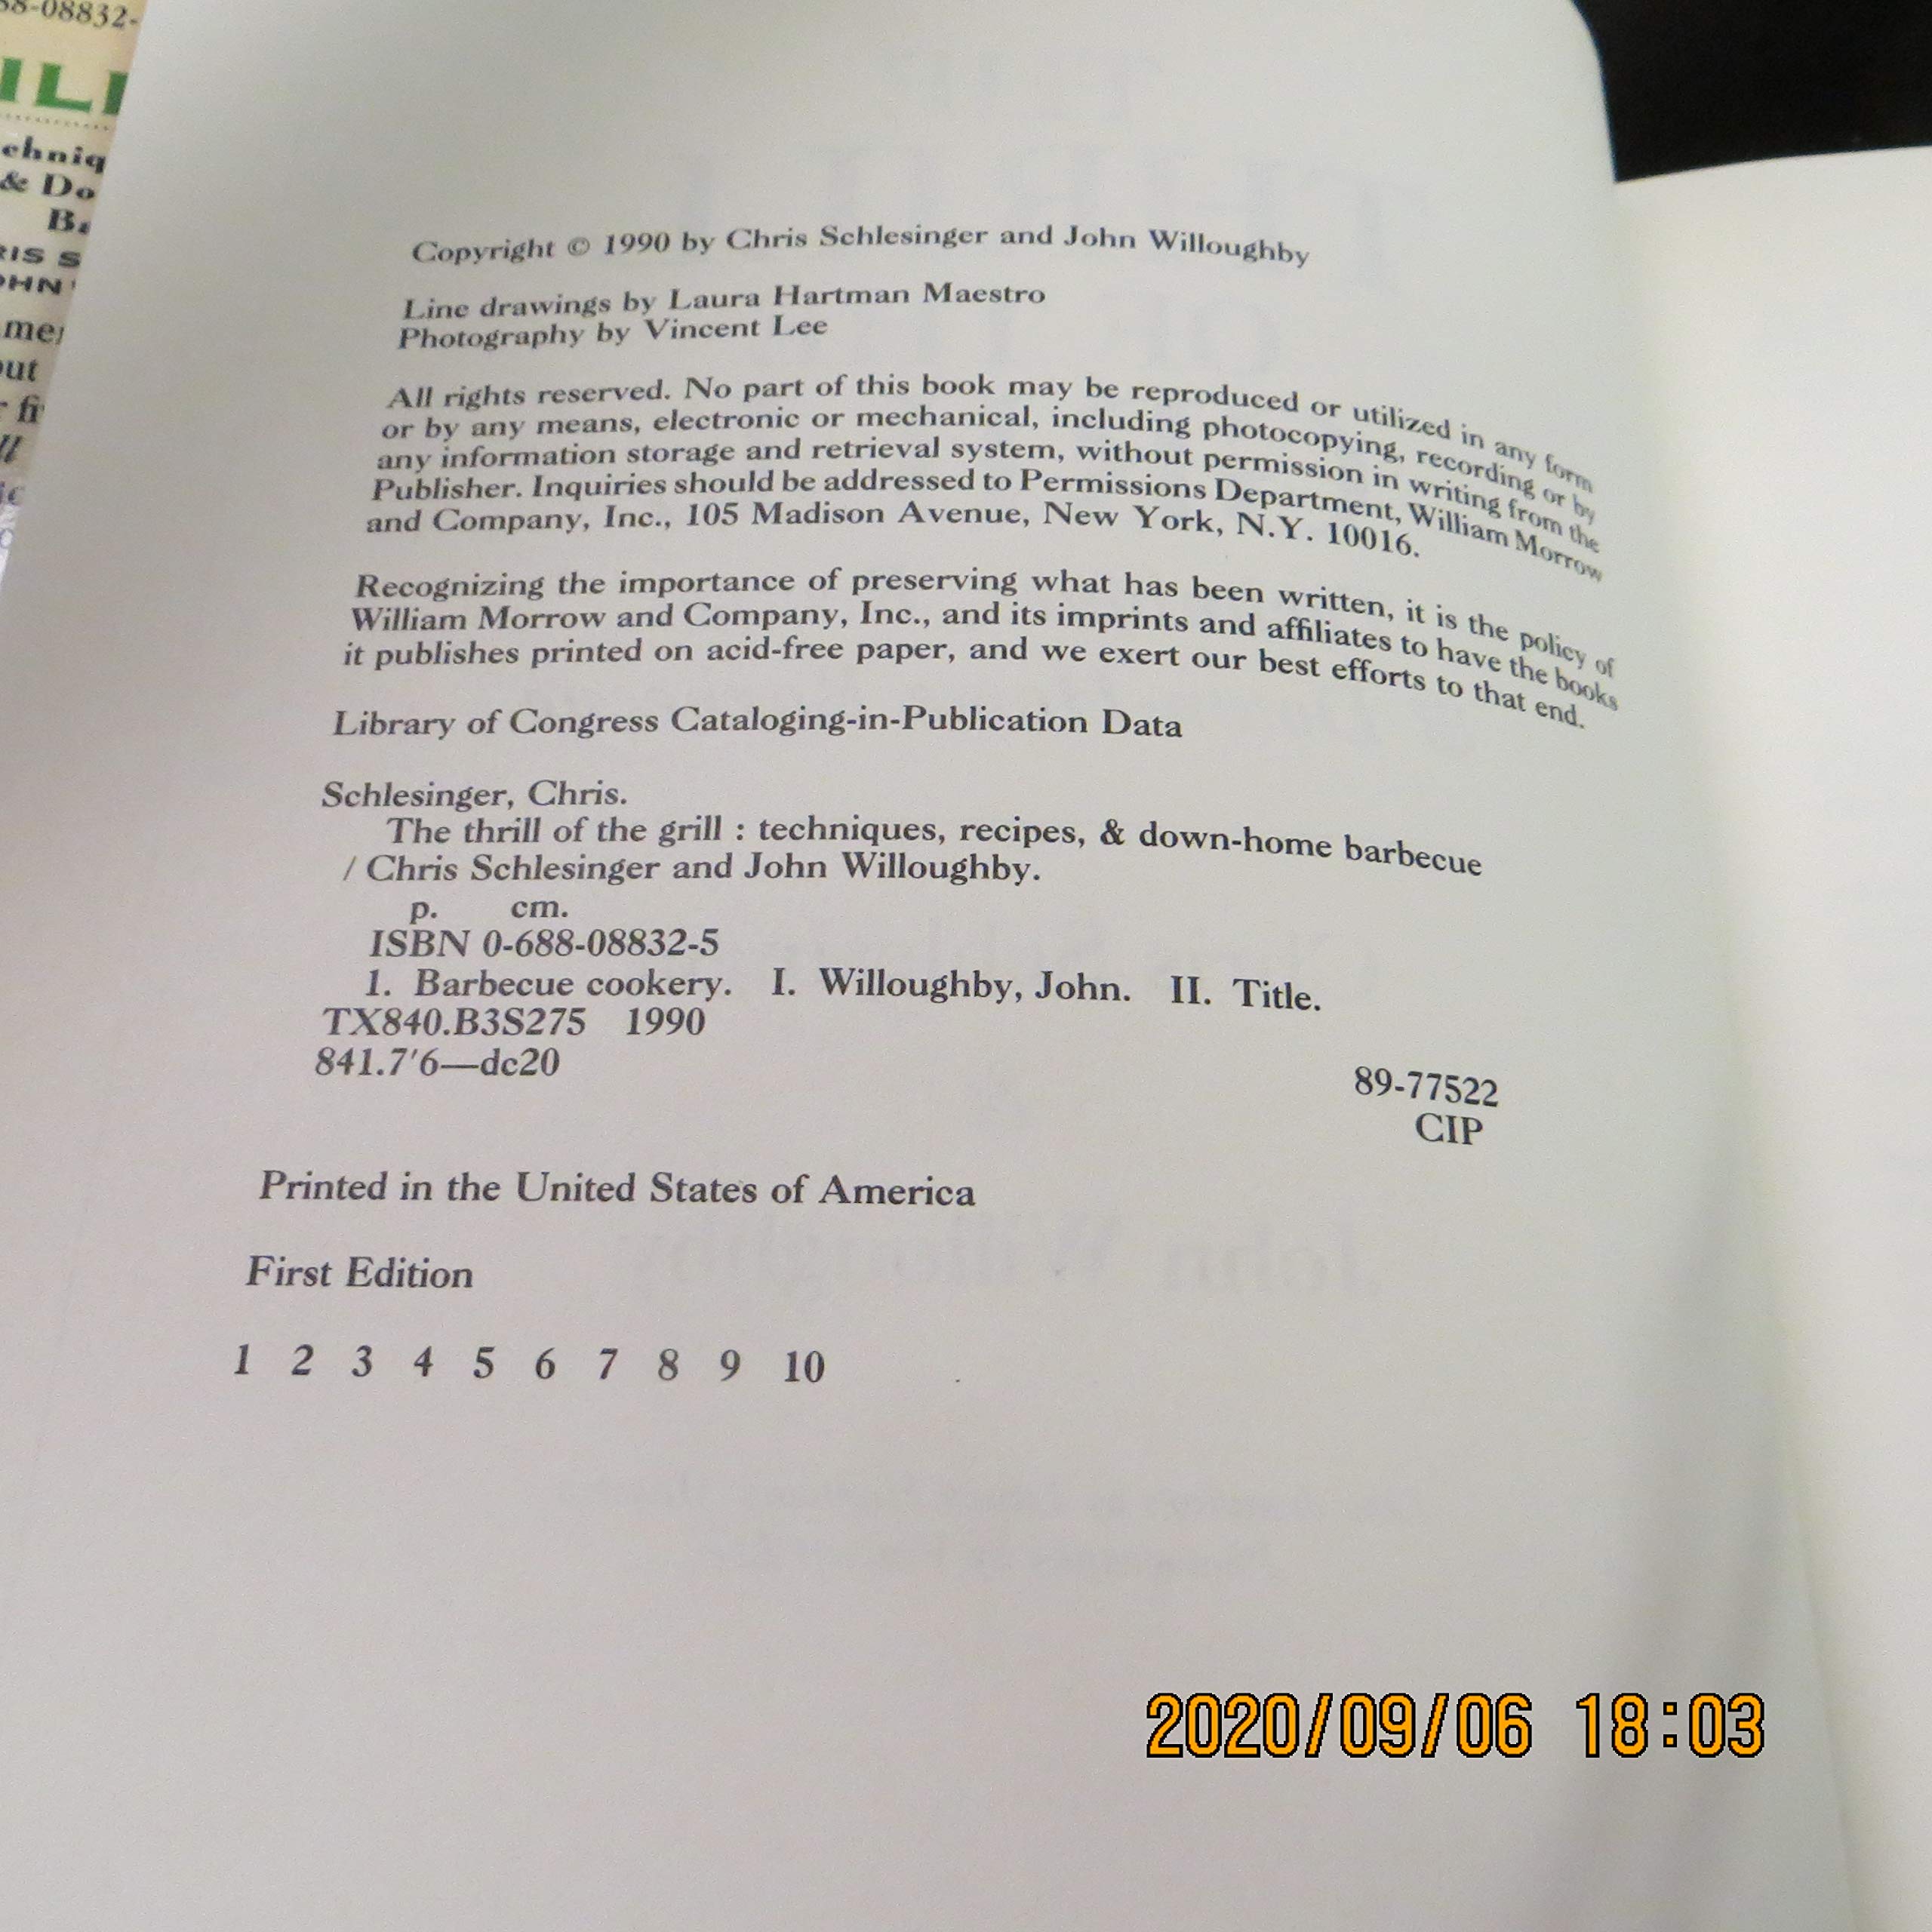 88-08832-
& Do
me
out
Copyright © 1990 by Chris Schlesinger and John Willoughby
Line drawings by Laura Hartman Maestro
Photography by Vincent Lee
All rights reserved. No part of this book may be reproduced or utilized in any form
or by any means, electronic or mechanical, including photocopying, recording or by
any information storage and retrieval system, without permission in writing from the
Publisher. Inquiries should be addressed to Permissions Department, William Morrow
and Company, Inc., 105 Madison Avenue, New York, N.Y. 10016.
Recognizing the importance of preserving what has been written, it is the policy of
William Morrow and Company, Inc., and its imprints and affiliates to have the books
it publishes printed on acid-free paper, and we exert our best efforts to that end.
Library of Congress Cataloging-in-Publication Data
Schlesinger, Chris.
The thrill of the grill : techniques, recipes, & down-home barbecue
/ Chris Schlesinger and John Willoughby.
p. cm.
ISBN 0-688-08832-5
1. Barbecue cookery. I. Willoughby, John. II. Title.
TX840.B3S275 1990
841.7'6—dc20
89-77522
CIP
Printed in the United States of America
First Edition
1 2 3 4 5 6 7 8 9 10
2020/09/06 18:03